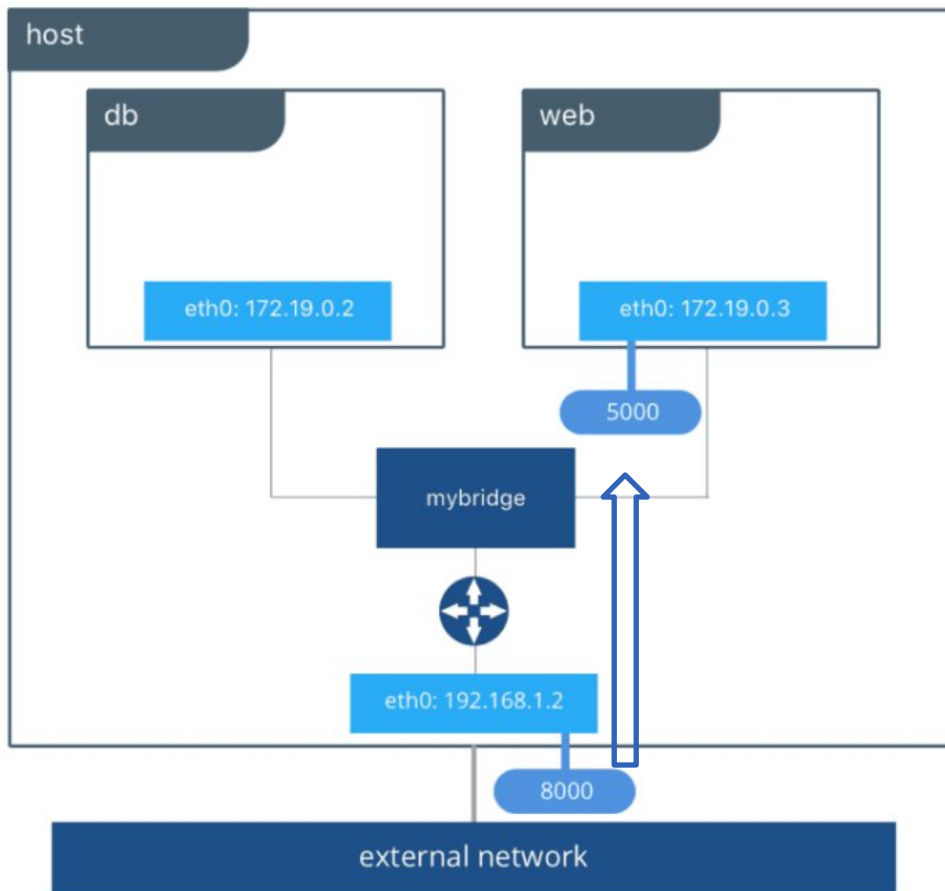 host
db
web
eth0: 172.19.0.2
eth0: 172.19.0.3
5000
mybridge
eth0: 192.168.1.2
8000
external network